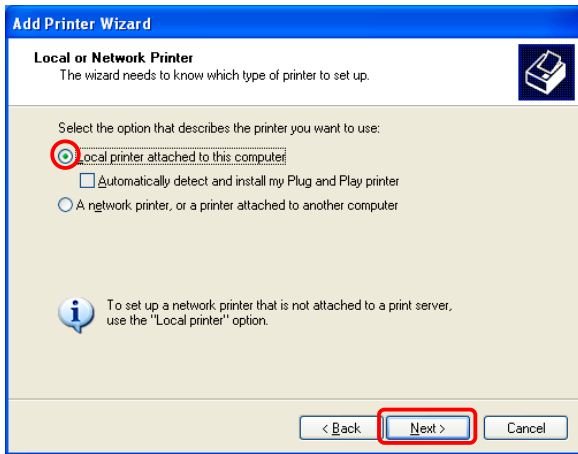 Add Printer Wizard
Local or Network Printer
The wizard needs to know which type of printer to set up.
Select the option that describes the printer you want to use:
Local printer attached to this computer
Automatically detect and install my Plug and Play printer
A network printer, or a printer attached to another computer
To set up a network printer that is not attached to a print server,
use the "Local printer" option.
< Back Next > Cancel